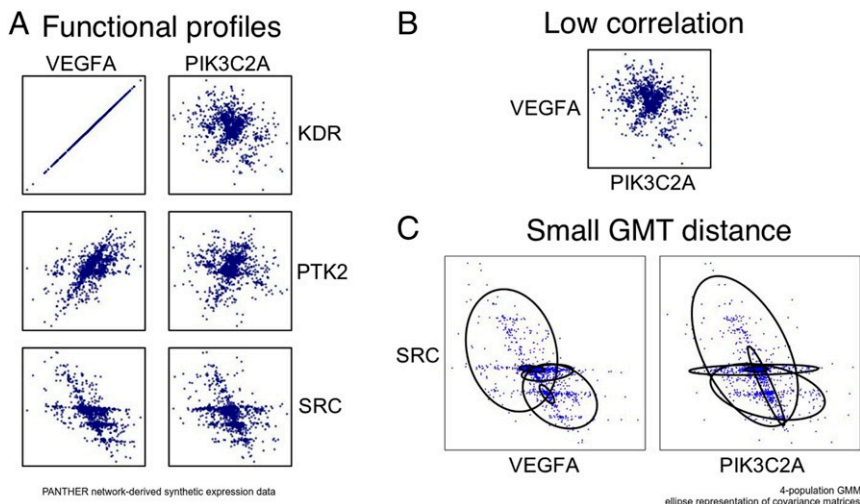 A Functional profiles
VEGFA PIK3C2A
KDR
PTK2
SRC
PANTHER network-derived synthetic expression data
B Low correlation
VEGFA
PIK3C2A
C Small GMT distance
SRC
VEGFA PIK3C2A
4-population GMM
ellipse representation of covariance matrices